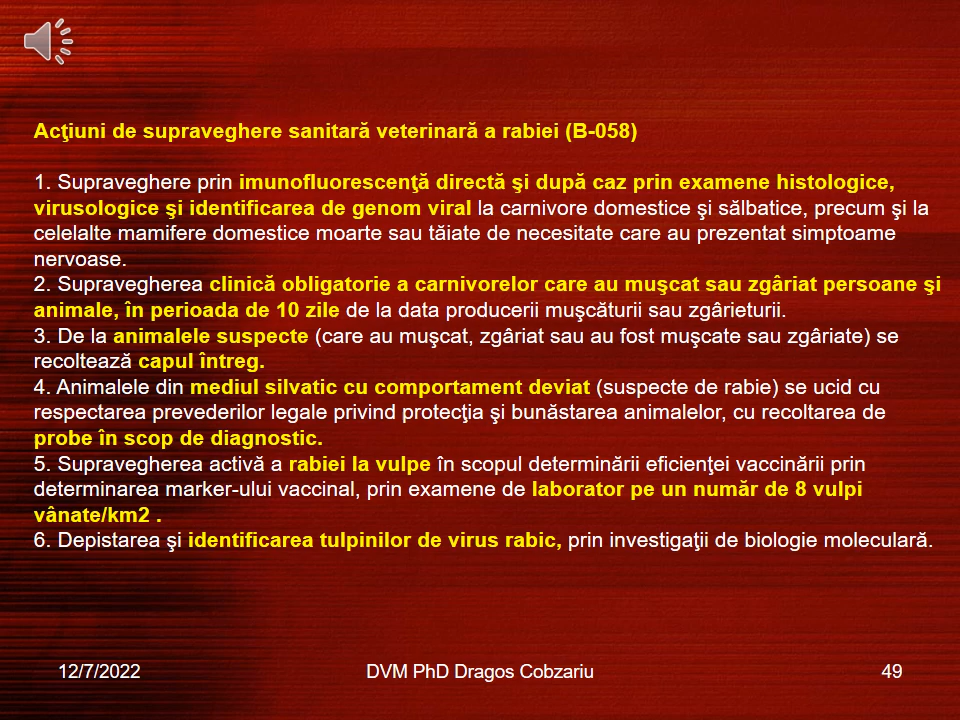 Acţiuni de supraveghere sanitară veterinară a rabiei (B-058)
1. Supraveghere prin imunofluorescenţă directă şi după caz prin examene histologice,
virusologice şi identificarea de genom viral la carnivore domestice şi sălbatice, precum şi la
celelalte mamifere domestice moarte sau tăiate de necesitate care au prezentat simptoame
nervoase.
2. Supravegherea clinică obligatorie a carnivorelor care au muşcat sau zgâriat persoane şi
animale, în perioada de 10 zile de la data producerii muşcăturii sau zgârieturii.
3. De la animalele suspecte (care au muşcat, zgâriat sau au fost muşcate sau zgâriate) se
recoltează capul întreg.
4. Animalele din mediul silvatic cu comportament deviat (suspecte de rabie) se ucid cu
respectarea prevederilor legale privind protecţia şi bunăstarea animalelor, cu recoltarea de
probe în scop de diagnostic.
5. Supravegherea activă a rabiei la vulpe în scopul determinării eficienţei vaccinării prin
determinarea marker-ului vaccinal, prin examene de laborator pe un număr de 8 vulpi
vânate/km2 .
6. Depistarea şi identificarea tulpinilor de virus rabic, prin investigaţii de biologie moleculară.
12/7/2022 DVM PhD Dragos Cobzariu 49